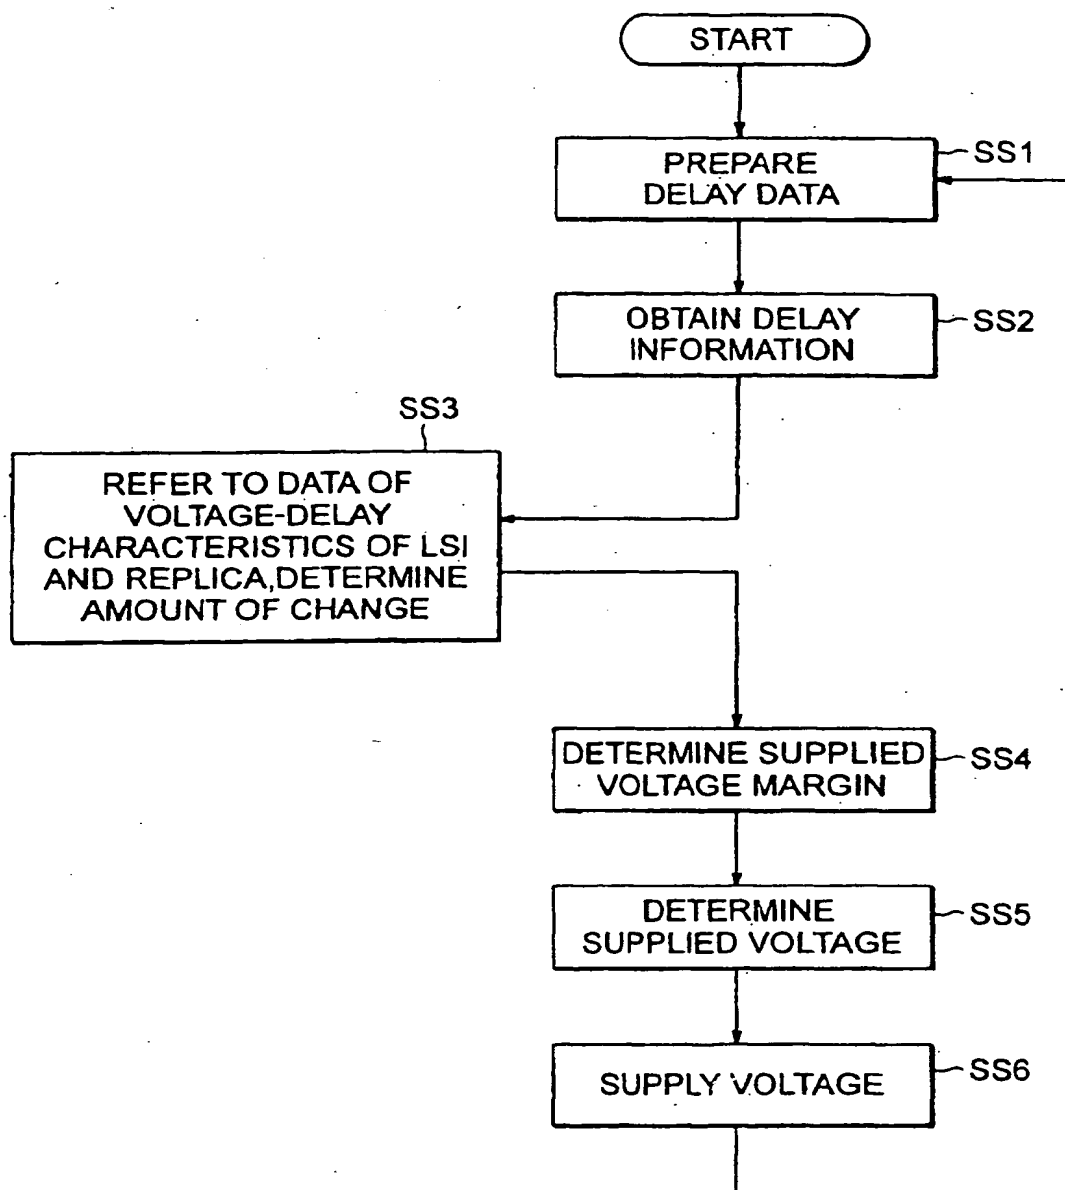 START
PREPARE
DELAY DATA
SS1
OBTAIN DELAY
INFORMATION
SS2
SS3
REFER TO DATA OF
VOLTAGE-DELAY
CHARACTERISTICS OF LSI
AND REPLICA,DETERMINE
AMOUNT OF CHANGE
DETERMINE SUPPLIED
VOLTAGE MARGIN
SS4
DETERMINE
SUPPLIED VOLTAGE
SS5
SUPPLY VOLTAGE
SS6